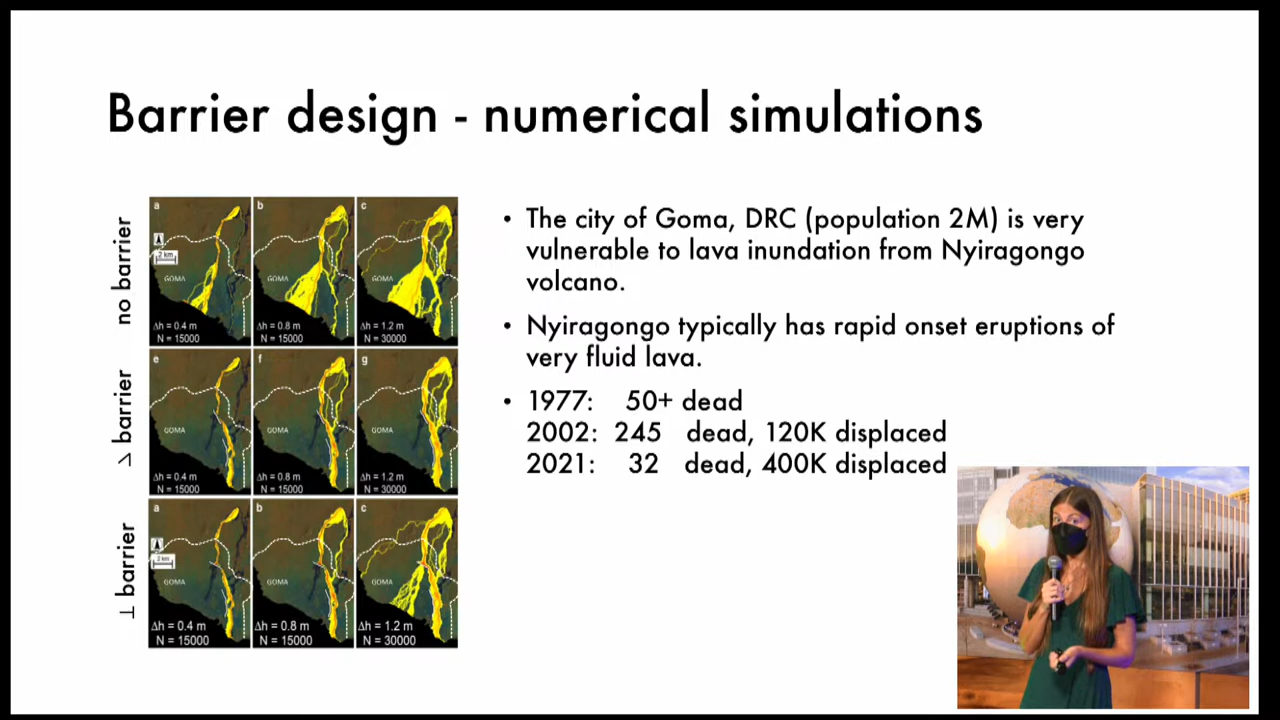 Barrier design - numerical simulations
no barrier
a
b
c
2 km
GOMA
GOMA
GOMA
Δh = 0.4 m
N = 15000
Δh = 0.8 m
N = 15000
Δh = 1.2 m
N = 30000
barrier
e
f
g
GOMA
GOMA
GOMA
Δh = 0.4 m
N = 15000
Δh = 0.8 m
N = 15000
Δh = 1.2 m
N = 30000
⊥ barrier
a
b
c
2 km
GOMA
GOMA
GOMA
Δh = 0.4 m
N = 15000
Δh = 0.8 m
N = 15000
Δh = 1.2 m
N = 30000
• The city of Goma, DRC (population 2M) is very
vulnerable to lava inundation from Nyiragongo
volcano.
• Nyiragongo typically has rapid onset eruptions of
very fluid lava.
• 1977: 50+ dead
2002: 245 dead, 120K displaced
2021: 32 dead, 400K displaced